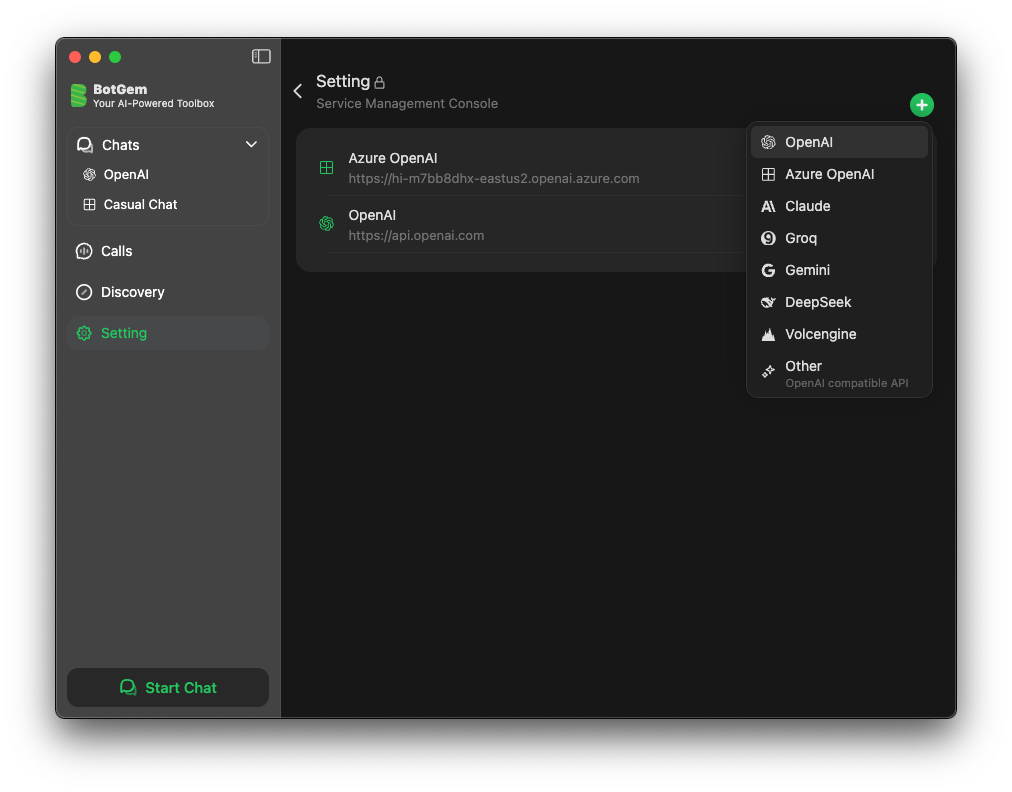 BotGem
Your AI-Powered Toolbox
Chats
OpenAI
Casual Chat
Calls
Discovery
Setting
Start Chat
Setting
Service Management Console
Azure OpenAI
https://hi-m7bb8dhx-eastus2.openai.azure.com
OpenAI
https://api.openai.com
OpenAI
Azure OpenAI
Claude
Groq
Gemini
DeepSeek
Volcengine
Other
OpenAI compatible API